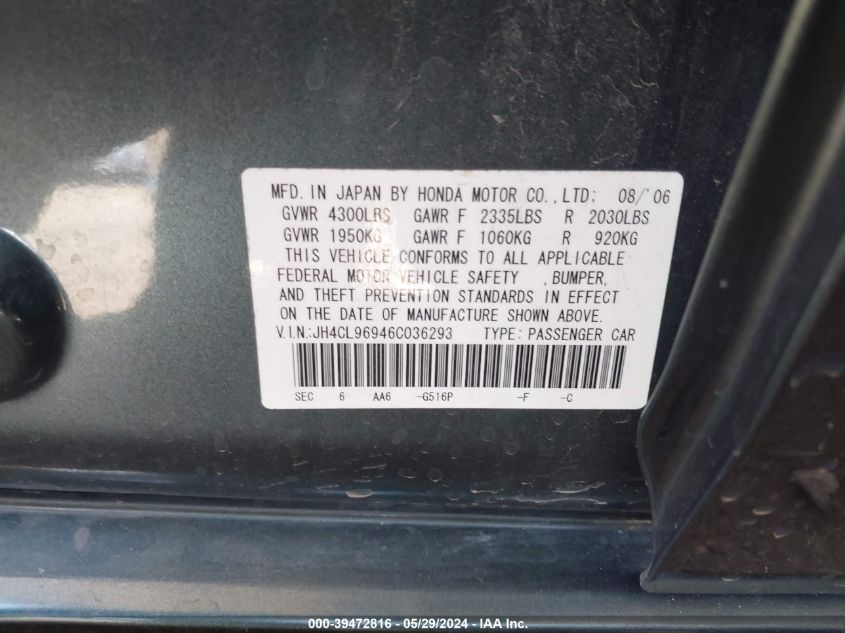 MFD. IN JAPAN BY HONDA MOTOR CO.,LTD: 08/'06
GVWR 4300LBS GAWR F 2335LBS R 2030LBS
GVWR 1950KG GAWR F 1060KG R 920KG
THIS VEHICLE CONFORMS TO ALL APPLICABLE
FEDERAL MOTOR VEHICLE SAFETY ,BUMPER,
AND THEFT PREVENTION STANDARDS IN EFFECT
ON THE DATE OF MANUFACTURE SHOWN ABOVE.
V.I.N.:JH4CL96946C036293 TYPE: PASSENGER CAR
SEC 6 AA6 -G516P -F -C
000-39472816 - 05/29/2024 - IAA Inc.